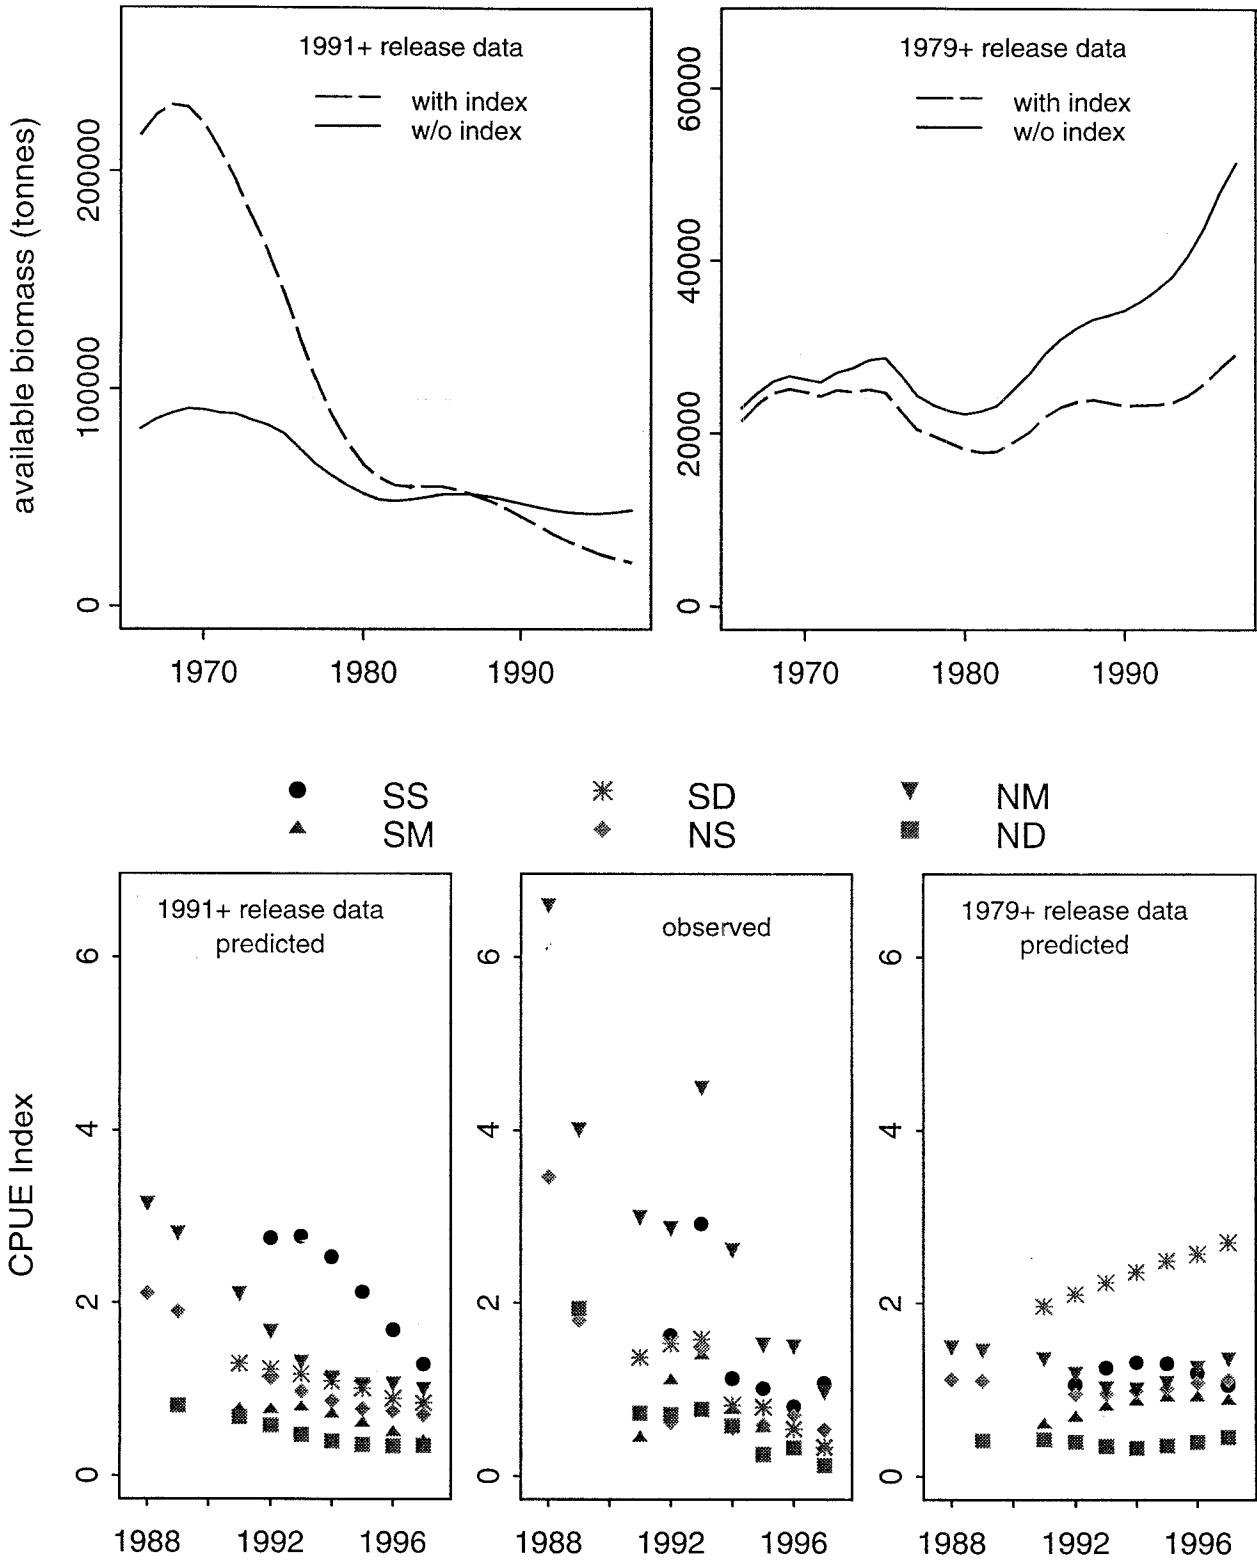 1991+ release data
with index
w/o index
available biomass (tonnes)
0
100000
200000
1970
1980
1990
1979+ release data
with index
w/o index
0
20000
40000
60000
1970
1980
1990
SS
SD
NM
SM
NS
ND
CPUE Index
1991+ release data
predicted
0
2
4
6
1988
1992
1996
observed
0
2
4
6
1988
1992
1996
1979+ release data
predicted
0
2
4
6
1988
1992
1996